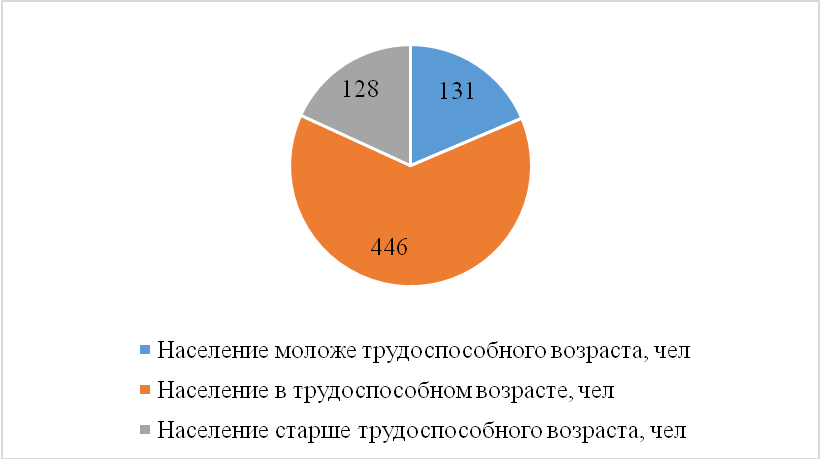 128
131
446
Население моложе трудоспособного возраста, чел
Население в трудоспособном возрасте, чел
Население старше трудоспособного возраста, чел